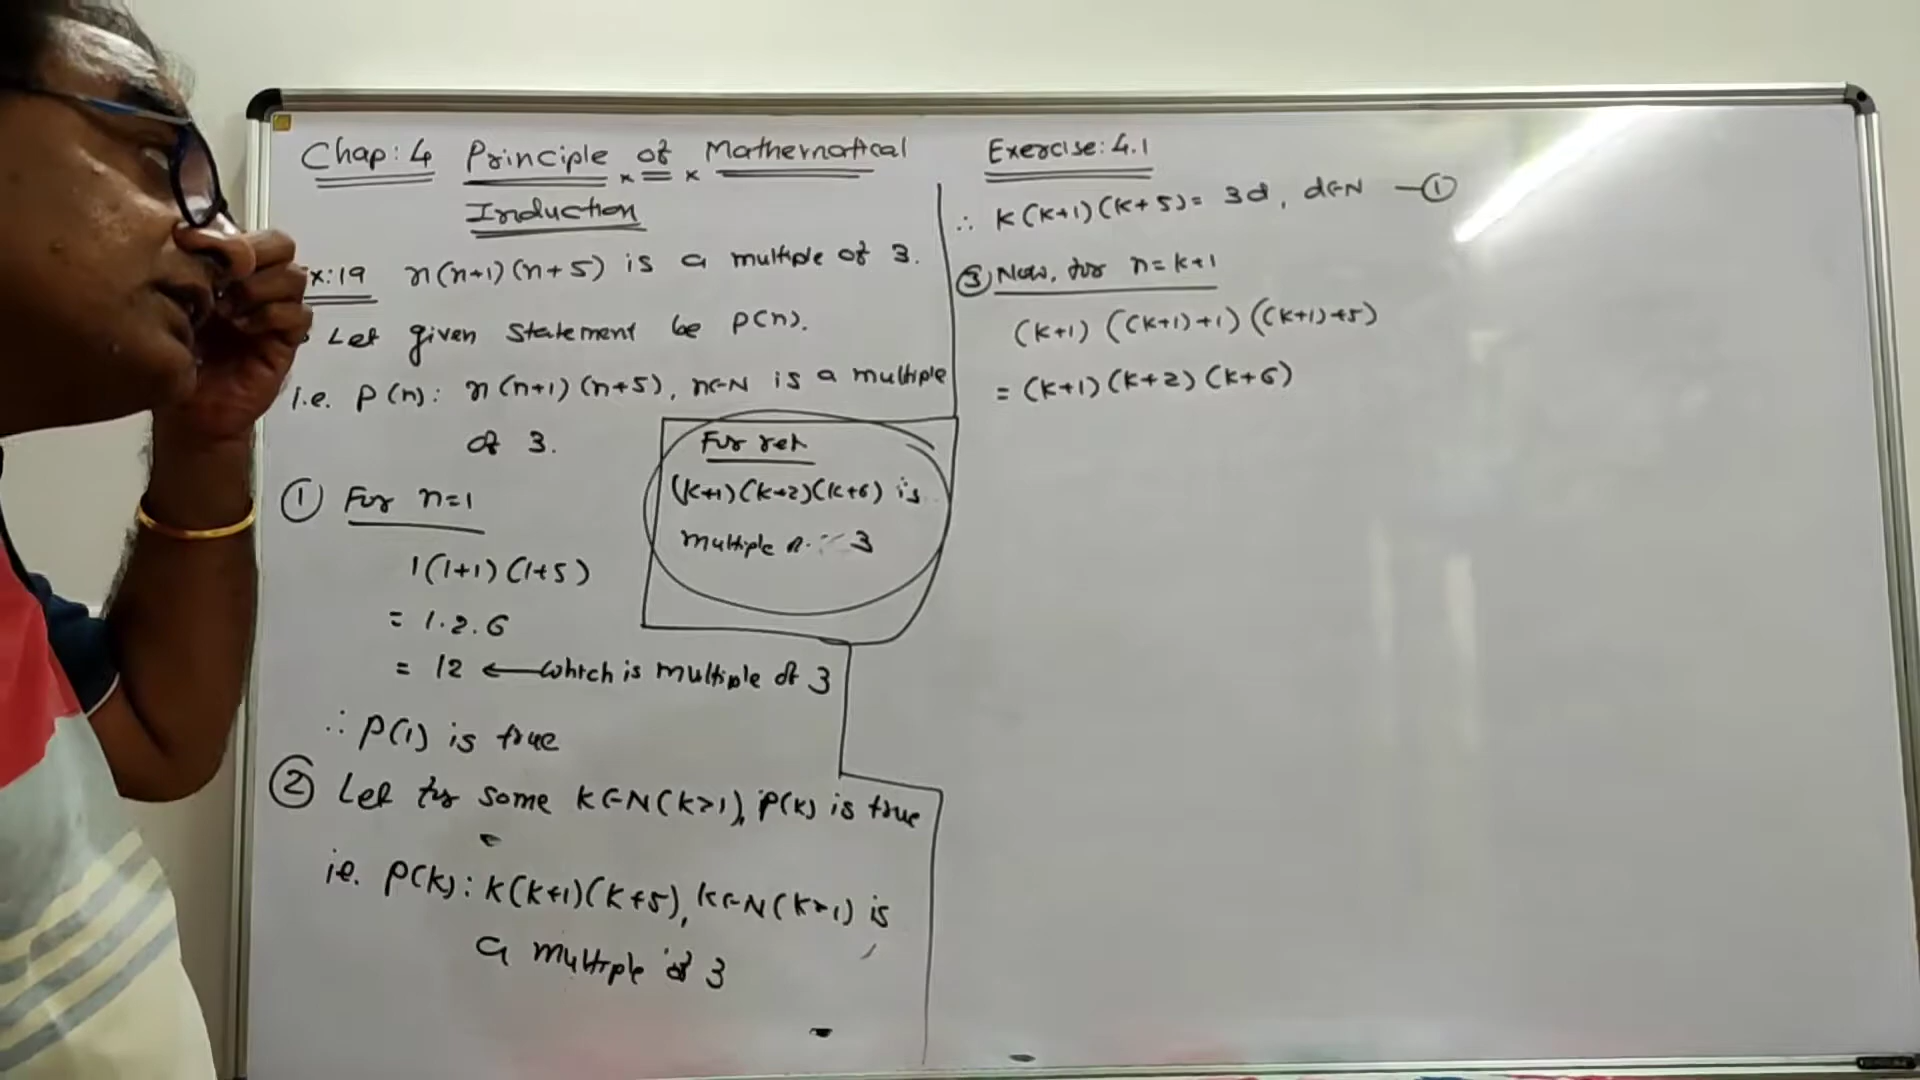 Chap: 4 Principle of Mathematical
Induction
x:19 n(n+1)(n+5) is a multiple of 3.
Let given statement be P(n).
i.e. P(n): n(n+1)(n+5), n∈N is a multiple
of 3.
① For n=1
1(1+1)(1+5)
= 1.2.6
= 12 ← which is multiple of 3
∴ P(1) is true
② Let for some k∈N(k>1), P(k) is true
ie. P(k): k(k+1)(k+5), k∈N(k>1) is
a multiple of 3
For ref
(k+1)(k+2)(k+6) is
multiple 3
Exercise: 4.1
∴ k(k+1)(k+5) = 3d, d∈N —①
③ Now, for n=k+1
(k+1)((k+1)+1)((k+1)+5)
= (k+1)(k+2)(k+6)